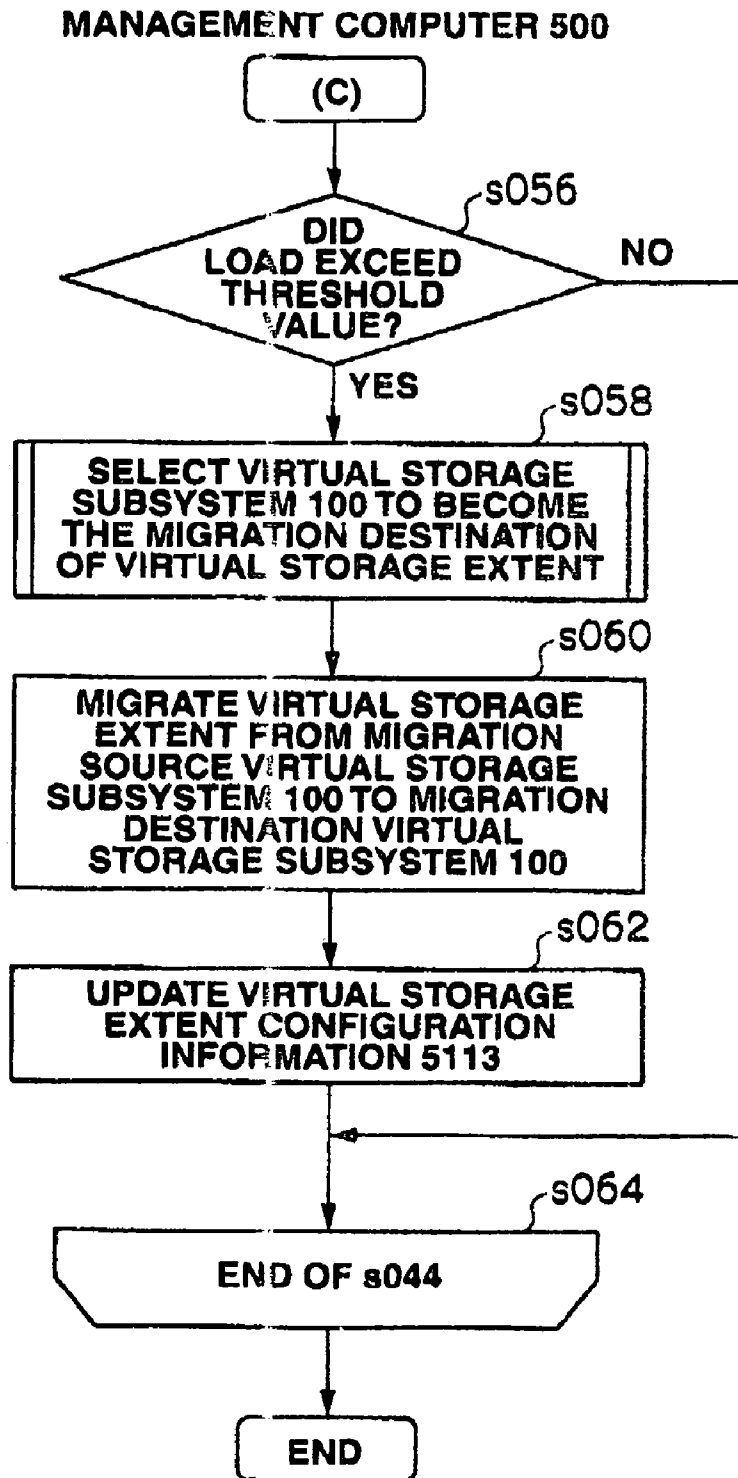 MANAGEMENT COMPUTER 500
(C)
s056
DID
LOAD EXCEED
THRESHOLD
VALUE?
NO
YES
s058
SELECT VIRTUAL STORAGE
SUBSYSTEM 100 TO BECOME
THE MIGRATION DESTINATION
OF VIRTUAL STORAGE EXTENT
s060
MIGRATE VIRTUAL STORAGE
EXTENT FROM MIGRATION
SOURCE VIRTUAL STORAGE
SUBSYSTEM 100 TO MIGRATION
DESTINATION VIRTUAL
STORAGE SUBSYSTEM 100
s062
UPDATE VIRTUAL STORAGE
EXTENT CONFIGURATION
INFORMATION 5113
s064
END OF s044
END